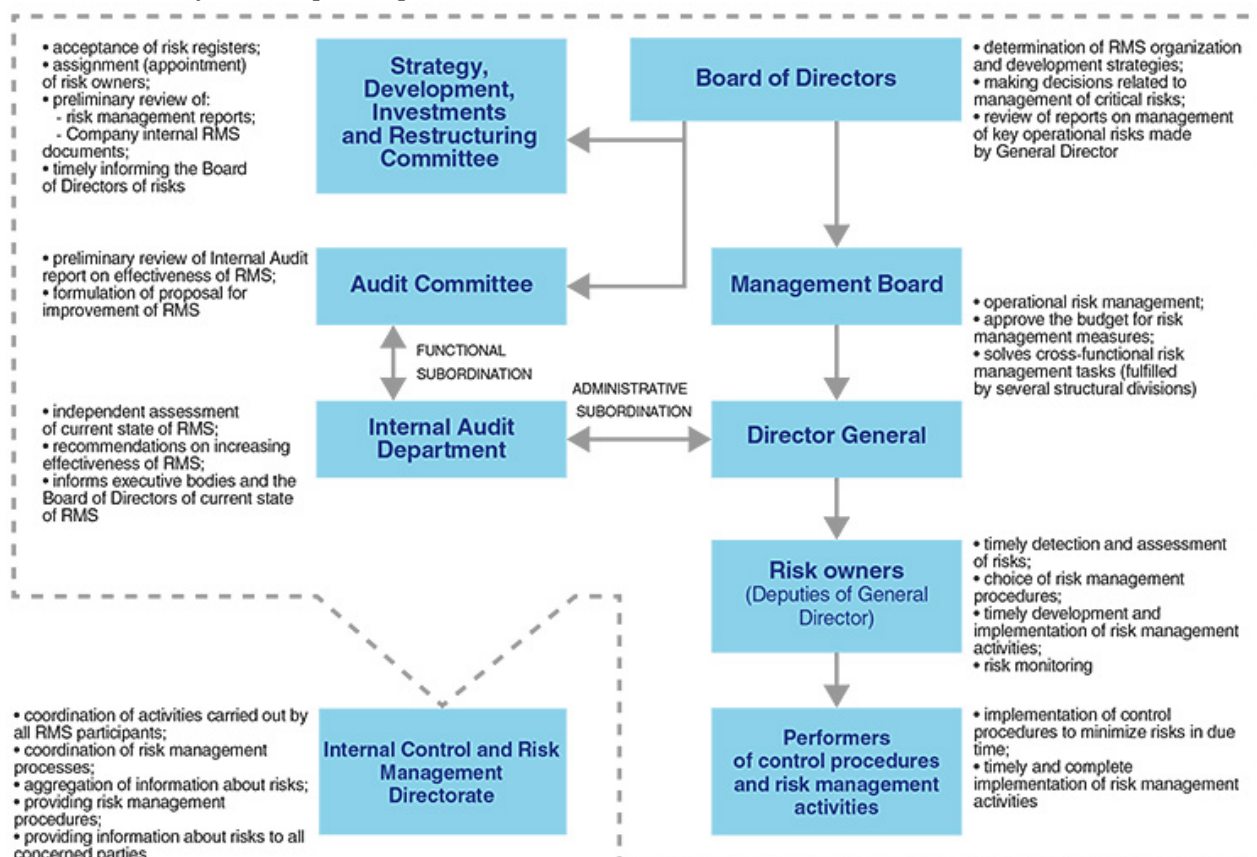 • acceptance of risk registers;
• assignment (appointment)
of risk owners;
• preliminary review of:
- risk management reports;
- Company internal RMS
documents;
• timely informing the Board
of Directors of risks
Strategy,
Development,
Investments
and Restructuring
Committee
Board of Directors
• determination of RMS organization
and development strategies;
• making decisions related to
management of critical risks;
• review of reports on management
of key operational risks made
by General Director
• preliminary review of Internal Audit
report on effectiveness of RMS;
• formulation of proposal for
improvement of RMS
Audit Committee
Management Board
• operational risk management;
• approve the budget for risk
management measures;
• solves cross-functional risk
management tasks (fulfilled
by several structural divisions)
FUNCTIONAL
SUBORDINATION
ADMINISTRATIVE
SUBORDINATION
• independent assessment
of current state of RMS;
• recommendations on increasing
effectiveness of RMS;
• informs executive bodies and the
Board of Directors of current state
of RMS
Internal Audit
Department
Director General
Risk owners
(Deputies of General
Director)
• timely detection and assessment
of risks;
• choice of risk management
procedures;
• timely development and
implementation of risk management
activities;
• risk monitoring
• coordination of activities carried out by
all RMS participants;
• coordination of risk management
processes;
• aggregation of information about risks;
• providing risk management
procedures;
• providing information about risks to all
concerned parties
Internal Control and Risk
Management
Directorate
Performers
of control procedures
and risk management
activities
• implementation of control
procedures to minimize risks in due
time;
• timely and complete
implementation of risk management
activities